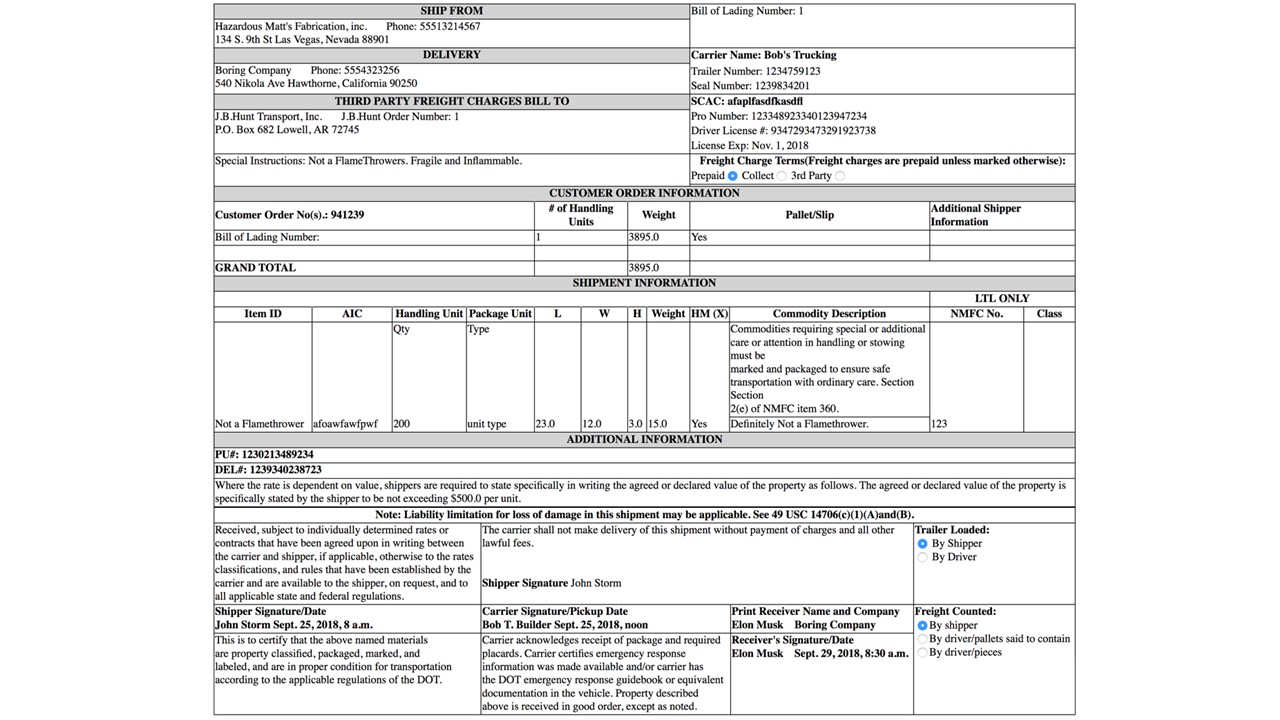 SHIP FROM
Bill of Lading Number: 1
Hazardous Matt's Fabrication, inc. Phone: 55513214567
134 S. 9th St Las Vegas, Nevada 88901
DELIVERY
Carrier Name: Bob's Trucking
Boring Company Phone: 5554323256
Trailer Number: 1234759123
540 Nikola Ave Hawthorne, California 90250
Seal Number: 1239834201
THIRD PARTY FREIGHT CHARGES BILL TO
SCAC: afaplfasdfkasdfl
J.B.Hunt Transport, Inc. J.B.Hunt Order Number: 1
Pro Number: 123348923340123947234
P.O. Box 682 Lowell, AR 72745
Driver License #: 9347293473291923738
License Exp: Nov. 1, 2018
Special Instructions: Not a FlameThrowers. Fragile and Inflammable.
Freight Charge Terms(Freight charges are prepaid unless marked otherwise):
Prepaid Collect 3rd Party
CUSTOMER ORDER INFORMATION
Customer Order No(s).: 941239
# of Handling
Units
Weight
Pallet/Slip
Additional Shipper
Information
Bill of Lading Number: 1 3895.0 Yes
GRAND TOTAL 3895.0
SHIPMENT INFORMATION
LTL ONLY
Item ID AIC Handling Unit Package Unit L W H Weight HM (X) Commodity Description NMFC No. Class
Qty Type
Commodities requiring special or additional
care or attention in handling or stowing
must be
marked and packaged to ensure safe
transportation with ordinary care. Section
Section
2(e) of NMFC item 360.
Not a Flamethrower afoawfawfpwf 200 unit type 23.0 12.0 3.0 15.0 Yes Definitely Not a Flamethrower. 123
ADDITIONAL INFORMATION
PU#: 1230213489234
DEL#: 1239340238723
Where the rate is dependent on value, shippers are required to state specifically in writing the agreed or declared value of the property as follows. The agreed or declared value of the property is
specifically stated by the shipper to be not exceeding $500.0 per unit.
Note: Liability limitation for loss of damage in this shipment may be applicable. See 49 USC 14706(c)(1)(A)and(B).
Received, subject to individually determined rates or
contracts that have been agreed upon in writing between
the carrier and shipper, if applicable, otherwise to the rates
classifications, and rules that have been established by the
carrier and are available to the shipper, on request, and to
all applicable state and federal regulations.
The carrier shall not make delivery of this shipment without payment of charges and all other
lawful fees.
Shipper Signature John Storm
Trailer Loaded:
By Shipper
By Driver
Shipper Signature/Date
John Storm Sept. 25, 2018, 8 a.m.
Carrier Signature/Pickup Date
Bob T. Builder Sept. 25, 2018, noon
Print Receiver Name and Company
Elon Musk Boring Company
Freight Counted:
By shipper
By driver/pallets said to contain
By driver/pieces
This is to certify that the above named materials
are property classified, packaged, marked, and
labeled, and are in proper condition for transportation
according to the applicable regulations of the DOT.
Carrier acknowledges receipt of package and required
placards. Carrier certifies emergency response
information was made available and/or carrier has
the DOT emergency response guidebook or equivalent
documentation in the vehicle. Property described
above is received in good order, except as noted.
Receiver's Signature/Date
Elon Musk Sept. 29, 2018, 8:30 a.m.